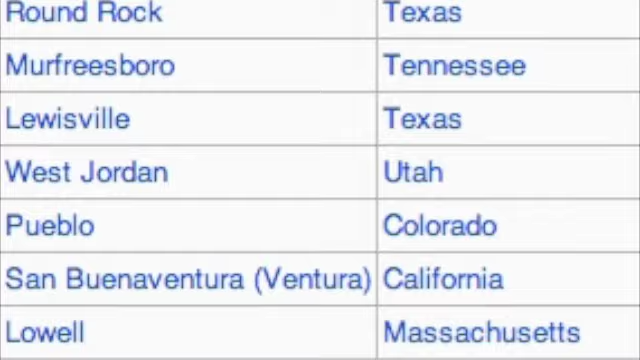 Round Rock Texas
Murfreesboro Tennessee
Lewisville Texas
West Jordan Utah
Pueblo Colorado
San Buenaventura (Ventura) California
Lowell Massachusetts